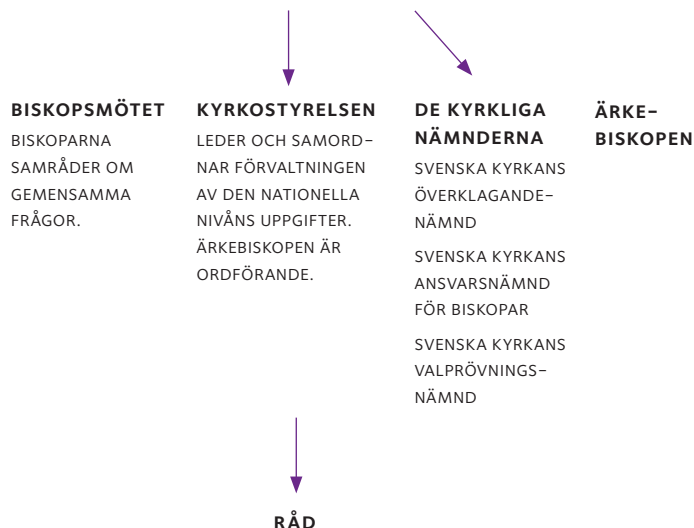 BISKOPSMÖTET
BISKOPARNA
SAMRÅDER OM
GEMENSAMMA
FRÅGOR.
KYRKOSTYRELSEN
LEDER OCH SAMORD–
NAR FÖRVALTNINGEN
AV DEN NATIONELLA
NIVÅNS UPPGIFTER.
ÄRKEBISKOPEN ÄR
ORDFÖRANDE.
DE KYRKLIGA
NÄMNDERNA
SVENSKA KYRKANS
ÖVERKLAGANDE–
NÄMND
SVENSKA KYRKANS
ANSVARSNÄMND
FÖR BISKOPAR
SVENSKA KYRKANS
VALPRÖVNINGS–
NÄMND
ÄRKE–
BISKOPEN
RÅD